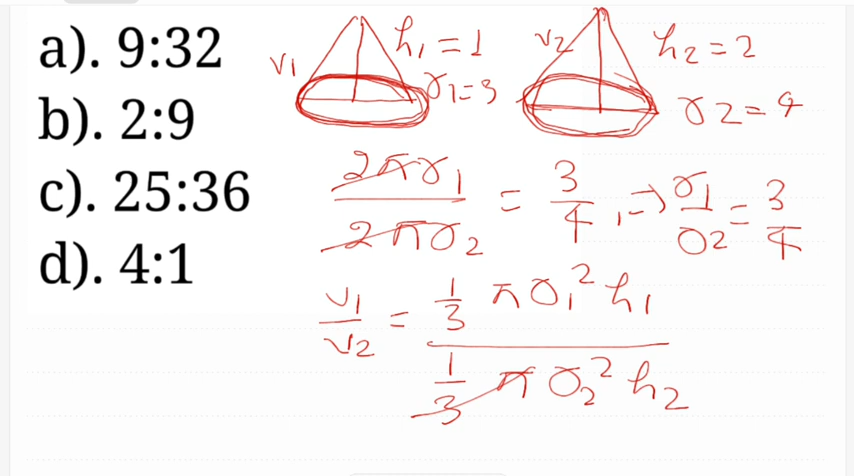 a). 9:32
b). 2:9
c). 25:36
d). 4:1
V1 h1 = 1
r1 = 3
V2 h2 = 2
r2 = 4
2πr1 / 2πr2 = 3/4, → r1/r2 = 3/4
V1/V2 = 1/3 πr1² h1 / 1/3 πr2² h2